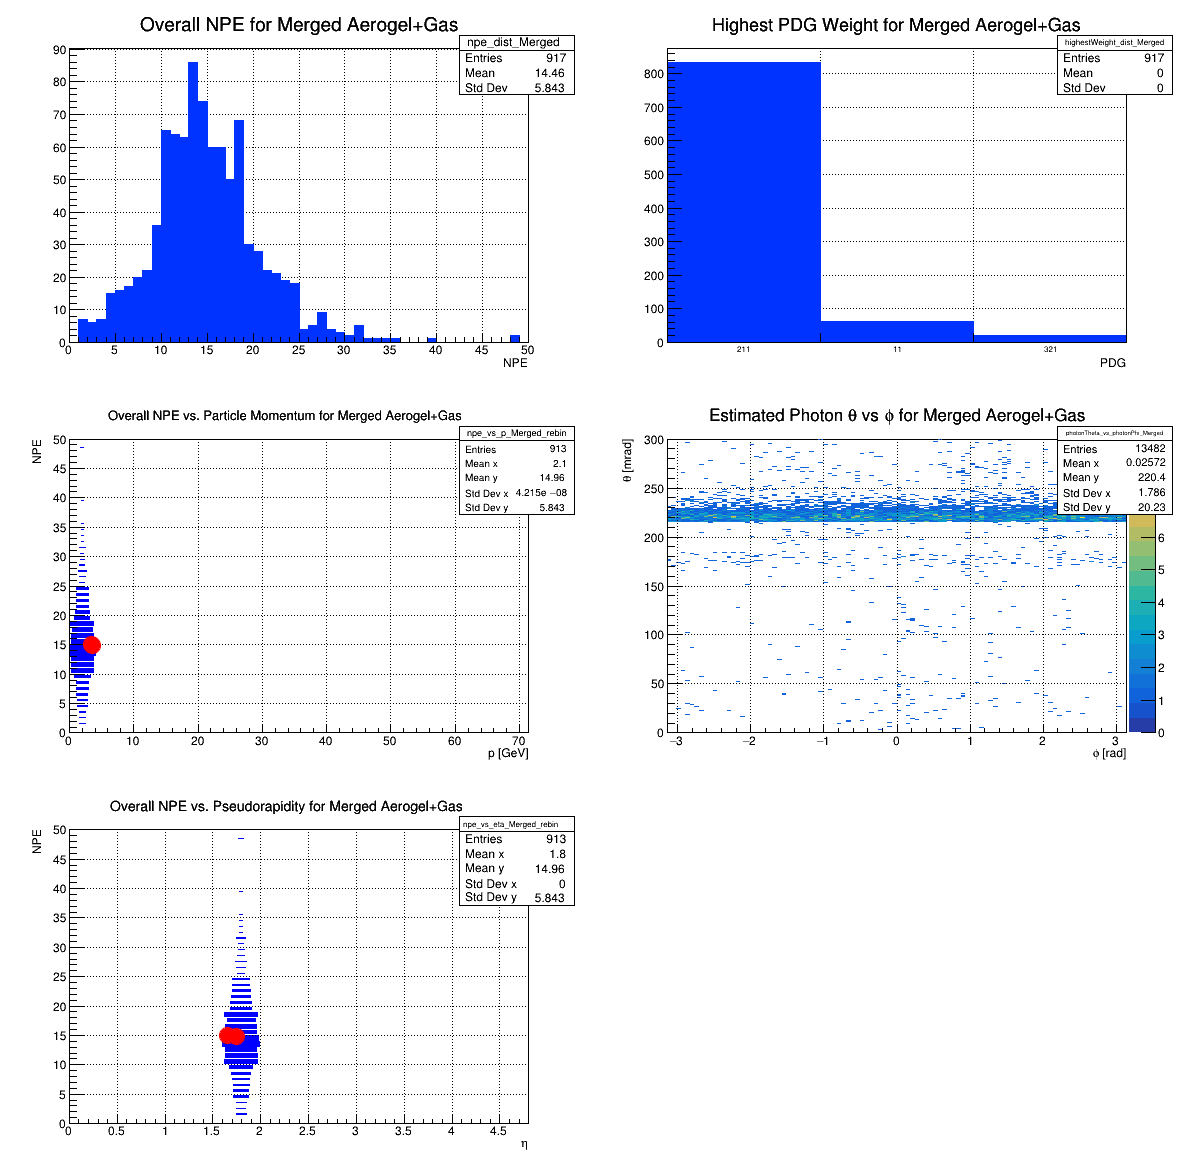 Overall NPE for Merged Aerogel+Gas
npe_dist_Merged
Entries 917
Mean 14.46
Std Dev 5.843
90
80
70
60
50
40
30
20
10
0
0 5 10 15 20 25 30 35 40 45 50
NPE
Highest PDG Weight for Merged Aerogel+Gas
highestWeight_dist_Merged
Entries 917
Mean 0
Std Dev 0
800
700
600
500
400
300
200
100
0
211 11 321
PDG
Overall NPE vs. Particle Momentum for Merged Aerogel+Gas
npe_vs_p_Merged_rebin
Entries 913
Mean x 2.1
Mean y 14.96
Std Dev x 4.215e −08
Std Dev y 5.843
NPE
50
45
40
35
30
25
20
15
10
5
0
0 10 20 30 40 50 60 70
p [GeV]
Estimated Photon θ vs ϕ for Merged Aerogel+Gas
photonTheta_vs_photonPhi_Merged
Entries 13482
Mean x 0.02572
Mean y 220.4
Std Dev x 1.786
Std Dev y 20.23
θ [mrad]
300
250
200
150
100
50
0
−3 −2 −1 0 1 2 3
ϕ [rad]
6
5
4
3
2
1
0
Overall NPE vs. Pseudorapidity for Merged Aerogel+Gas
npe_vs_eta_Merged_rebin
Entries 913
Mean x 1.8
Mean y 14.96
Std Dev x 0
Std Dev y 5.843
NPE
50
45
40
35
30
25
20
15
10
5
0
0 0.5 1 1.5 2 2.5 3 3.5 4 4.5
η